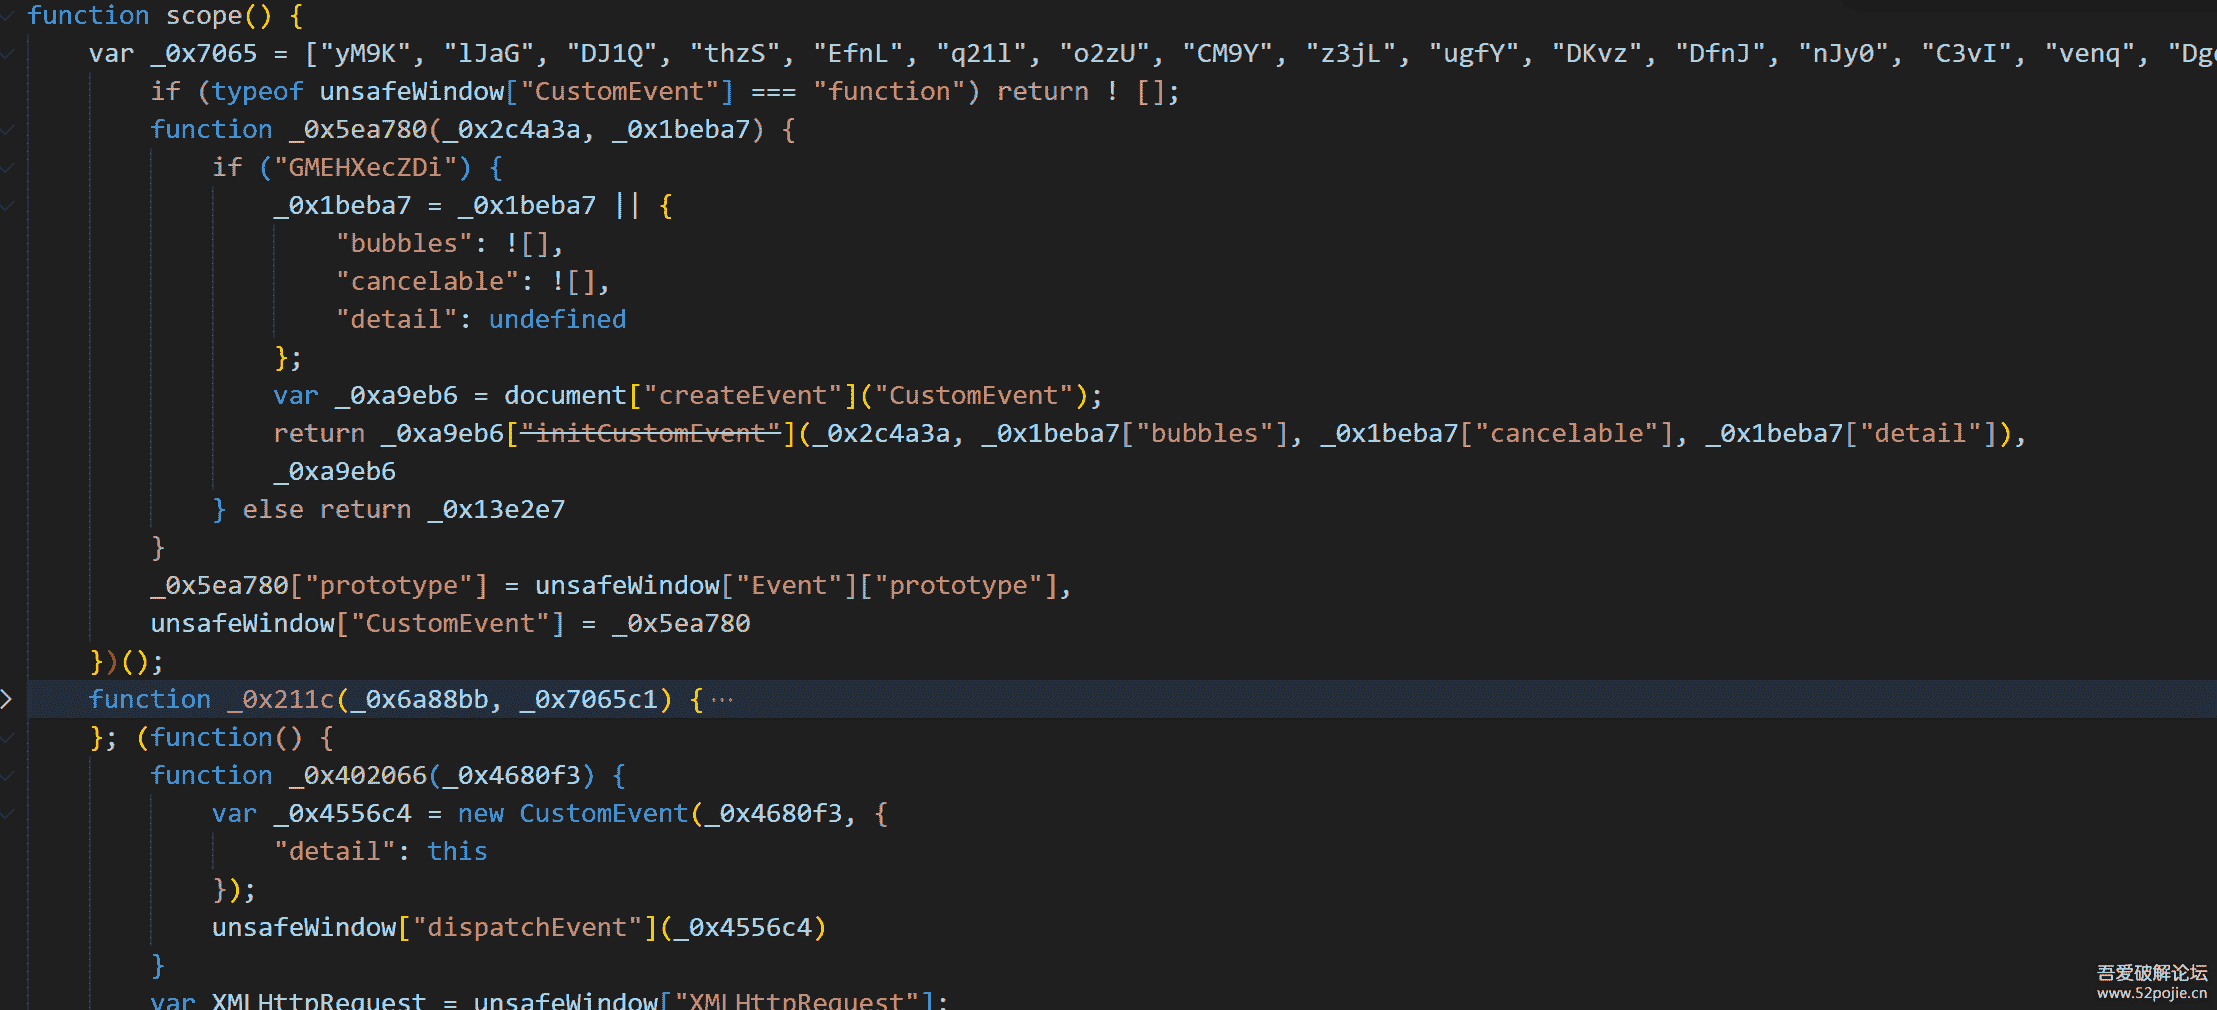 function scope() {
var _0x7065 = ["yM9K", "lJaG", "DJ1Q", "thzS", "EfnL", "q21l", "o2zU", "CM9Y", "z3jL", "ugfY", "DKvz", "DfnJ", "nJy0", "C3vI", "venq",
if (typeof unsafeWindow["CustomEvent"] === "function") return ! [];
function _0x5ea780(_0x2c4a3a, _0x1beba7) {
if ("GMEHXecZDi") {
_0x1beba7 = _0x1beba7 || {
"bubbles": ![],
"cancelable": ![],
"detail": undefined
};
var _0xa9eb6 = document["createEvent"]("CustomEvent");
return _0xa9eb6["initCustomEvent"](_0x2c4a3a, _0x1beba7["bubbles"], _0x1beba7["cancelable"], _0x1beba7["detail"]),
_0xa9eb6
} else return _0x13e2e7
}
_0x5ea780["prototype"] = unsafeWindow["Event"]["prototype"],
unsafeWindow["CustomEvent"] = _0x5ea780
})();
function _0x211c(_0x6a88bb, _0x7065c1) {···
}; (function() {
function _0x402066(_0x4680f3) {
var _0x4556c4 = new CustomEvent(_0x4680f3, {
"detail": this
});
unsafeWindow["dispatchEvent"](_0x4556c4)
}
var XMLHttpRequest = unsafeWindow["XMLHttpRequest"];
吾爱破解论坛
www.52pojie.cn